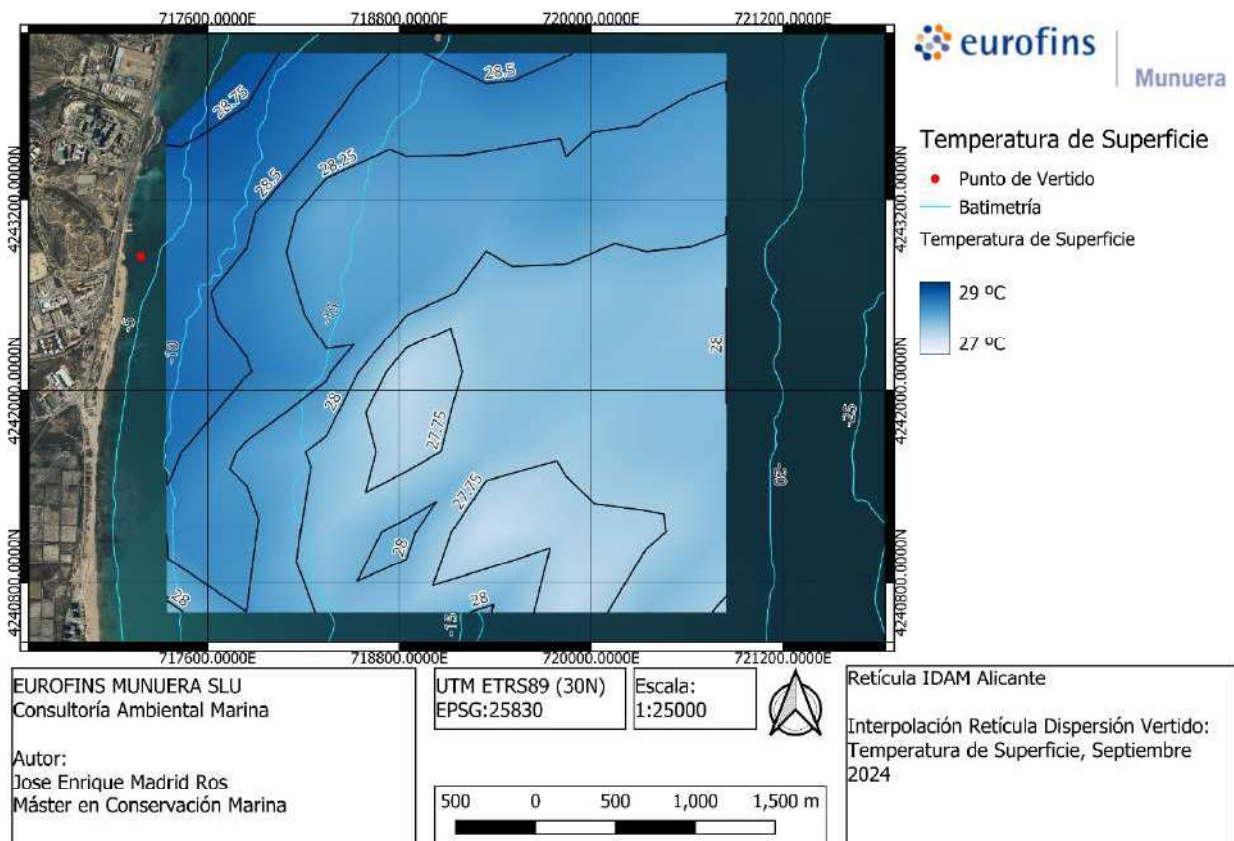 717600.0000E 718800.0000E 720000.0000E 721200.0000E
4243200.0000N
4242000.0000N
4240800.0000N
28.75
28.5
28.5
28.25
-15
-5
-10
28
28
27.75
27.75
28
28
28
-15
-20
-25
4243200.0000N
4242000.0000N
4240800.0000N
717600.0000E 718800.0000E 720000.0000E 721200.0000E
eurofins
Munuera
Temperatura de Superficie
Punto de Vertido
Batimetría
Temperatura de Superficie
29 ºC
27 ºC
EUROFINS MUNUERA SLU
Consultoría Ambiental Marina
Autor:
Jose Enrique Madrid Ros
Máster en Conservación Marina
UTM ETRS89 (30N)
EPSG:25830
Escala:
1:25000
500 0 500 1,000 1,500 m
Retícula IDAM Alicante
Interpolación Retícula Dispersión Vertido:
Temperatura de Superficie, Septiembre
2024